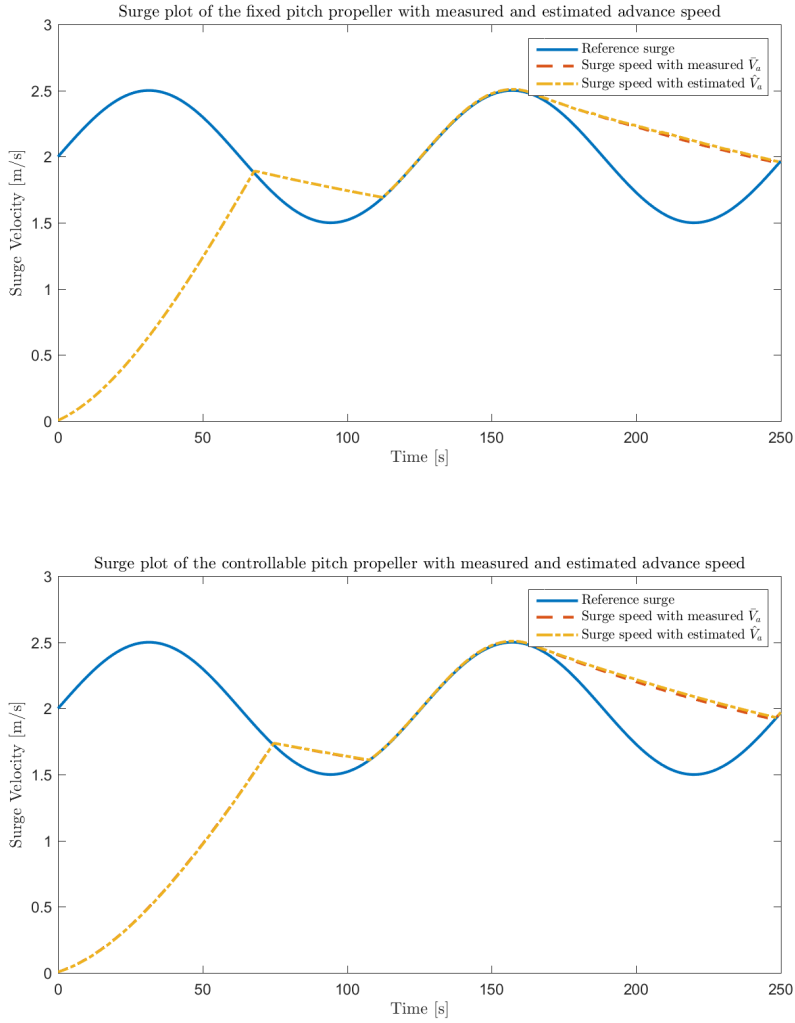 Surge plot of the fixed pitch propeller with measured and estimated advance speed
3
2.5
2
1.5
1
0.5
0
Surge Velocity [m/s]
Reference surge
Surge speed with measured V̄ₐ
Surge speed with estimated V̂ₐ
0 50 100 150 200 250
Time [s]
Surge plot of the controllable pitch propeller with measured and estimated advance speed
3
2.5
2
1.5
1
0.5
0
Surge Velocity [m/s]
Reference surge
Surge speed with measured V̄ₐ
Surge speed with estimated V̂ₐ
0 50 100 150 200 250
Time [s]